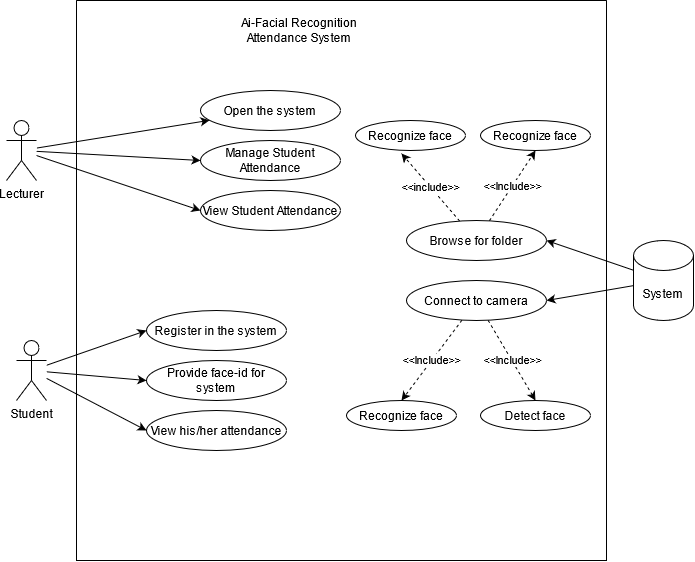 Ai-Facial Recognition
Attendance System
Open the system
Recognize face
Recognize face
Manage Student
Attendance
Lecturer
<<include>>
<<Include>>
View Student Attendance
Browse for folder
System
Connect to camera
Register in the system
<<Include>>
<<Include>>
Provide face-id for
system
Student
Recognize face
Detect face
View his/her attendance